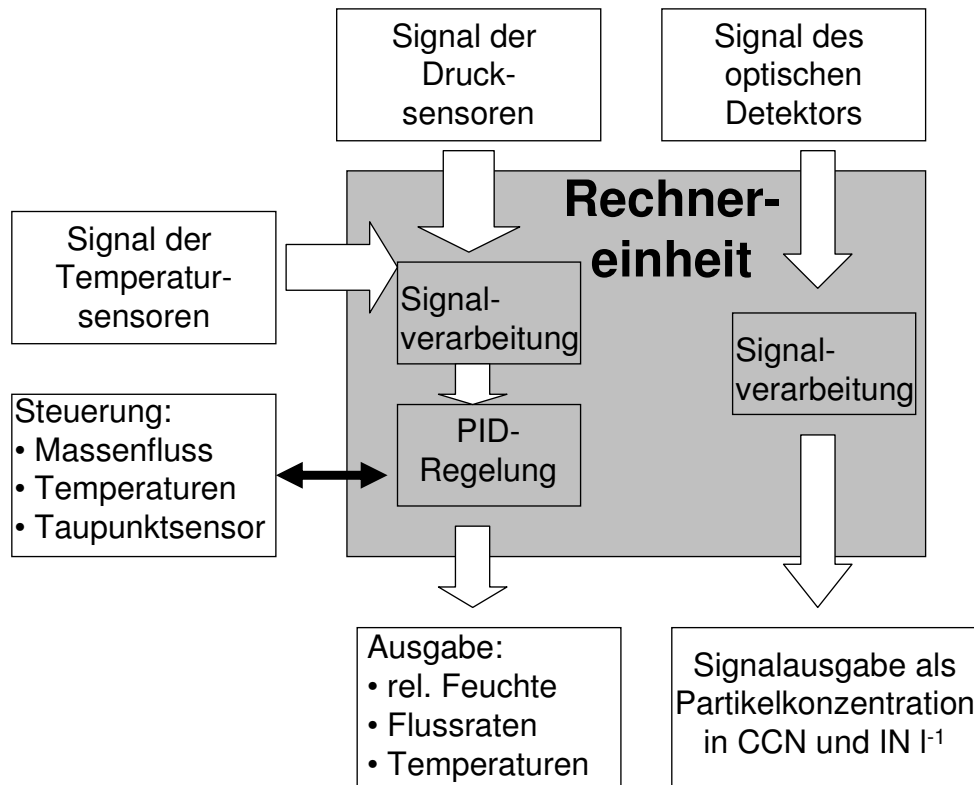 Signal der
Druck-
sensoren
Signal des
optischen
Detektors
Rechner-
einheit
Signal der
Temperatur-
sensoren
Signal-
verarbeitung
Signal-
verarbeitung
Steuerung:
• Massenfluss
• Temperaturen
• Taupunktsensor
PID-
Regelung
Ausgabe:
• rel. Feuchte
• Flussraten
• Temperaturen
Signalausgabe als
Partikelkonzentration
in CCN und IN l⁻¹